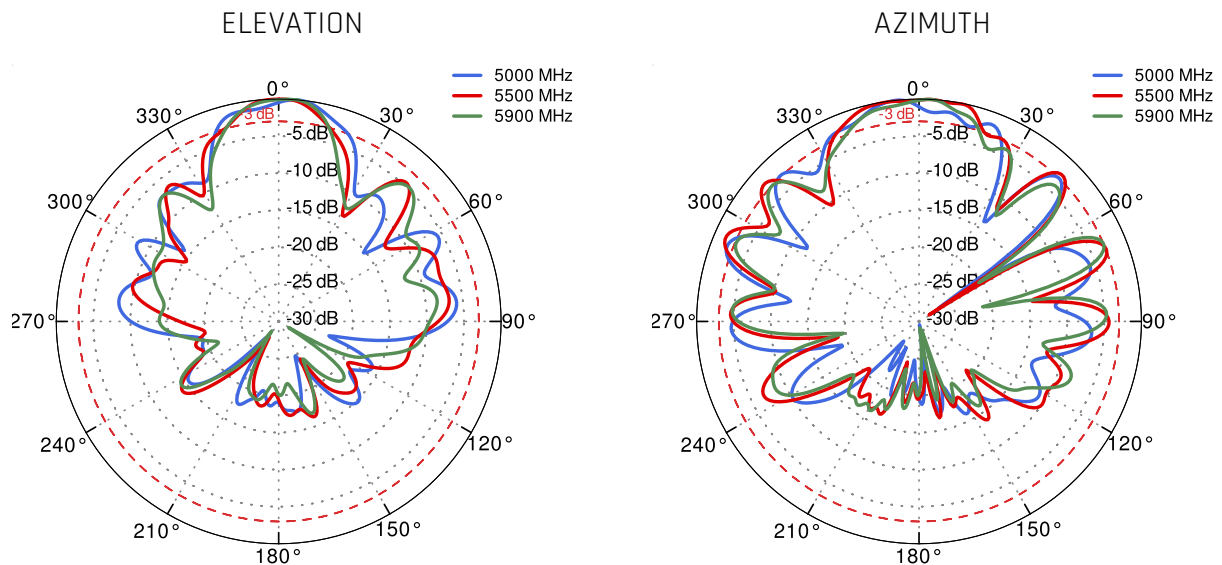 ELEVATION
5000 MHz
5500 MHz
5900 MHz
0°
30°
60°
90°
120°
150°
180°
210°
240°
270°
300°
330°
-3 dB
-5 dB
-10 dB
-15 dB
-20 dB
-25 dB
-30 dB
AZIMUTH
5000 MHz
5500 MHz
5900 MHz
0°
30°
60°
90°
120°
150°
180°
210°
240°
270°
300°
330°
-3 dB
-5 dB
-10 dB
-15 dB
-20 dB
-25 dB
-30 dB